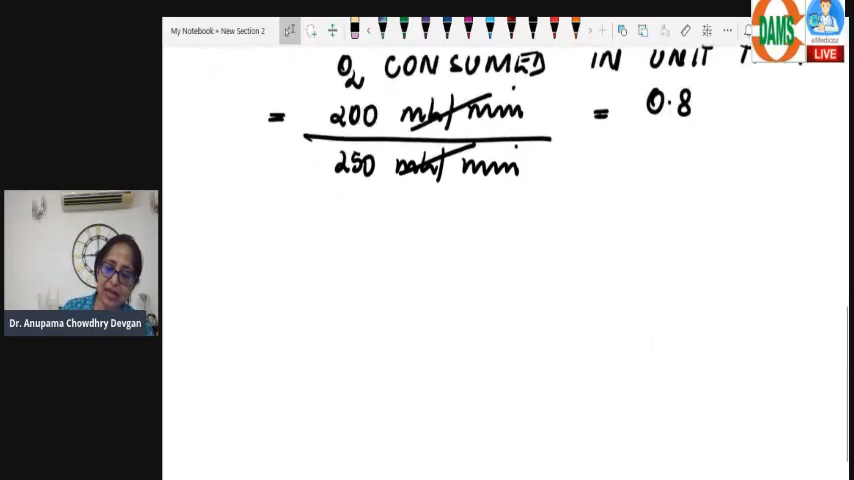 My Notebook » New Section 2
DAMS
eMedicoz
LIVE
O2 CONSUMED IN UNIT
= 200 ml/min = 0.8
250 ml/min
Dr. Anupama Chowdhry Devgan